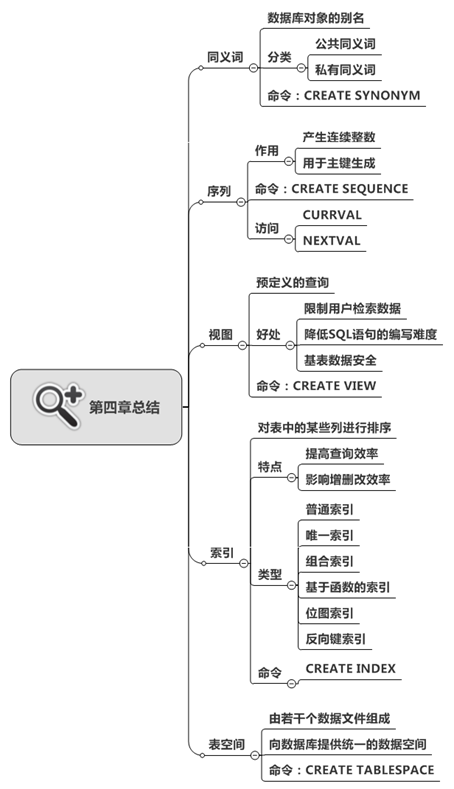 第四章总结
同义词
数据库对象的别名
分类
公共同义词
私有同义词
命令：CREATE SYNONYM
序列
作用
产生连续整数
用于主键生成
命令：CREATE SEQUENCE
访问
CURRVAL
NEXTVAL
视图
预定义的查询
好处
限制用户检索数据
降低SQL语句的编写难度
基表数据安全
命令：CREATE VIEW
索引
对表中的某些列进行排序
特点
提高查询效率
影响增删改效率
类型
普通索引
唯一索引
组合索引
基于函数的索引
位图索引
反向键索引
命令
CREATE INDEX
表空间
由若干个数据文件组成
向数据库提供统一的数据空间
命令：CREATE TABLESPACE